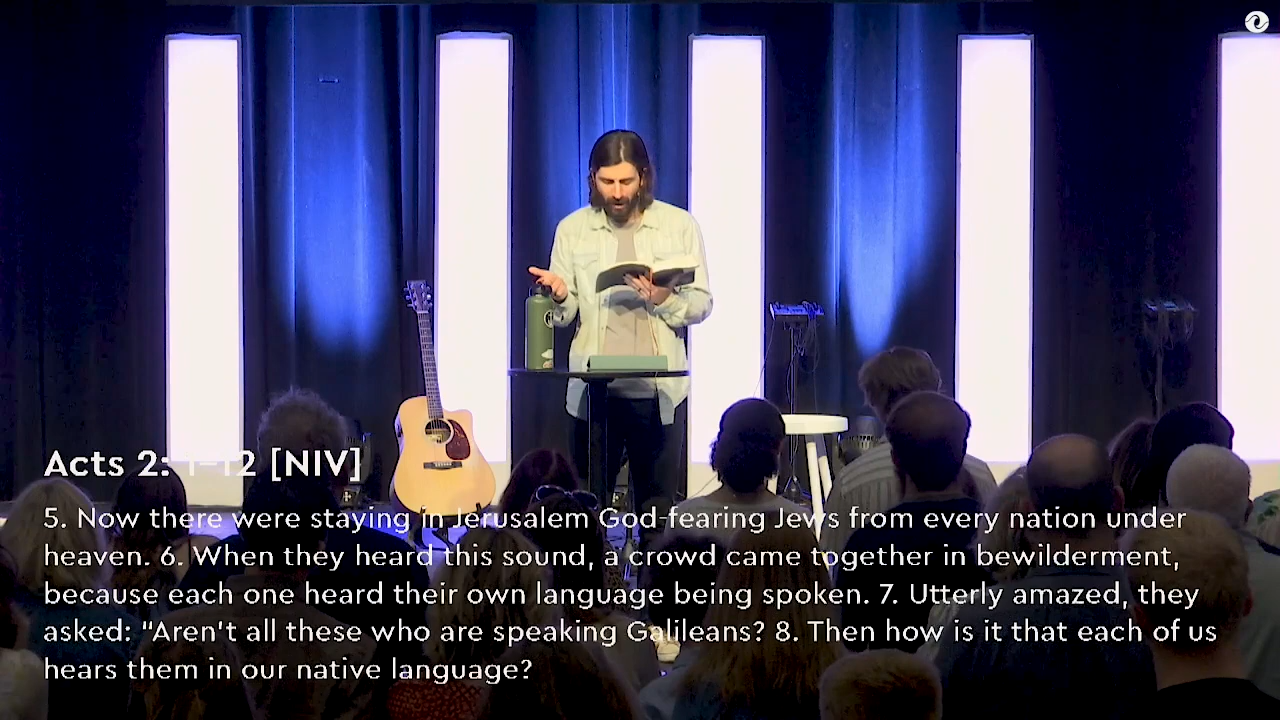 Acts 2: 1-12 [NIV]
5. Now there were staying in Jerusalem God-fearing Jews from every nation under
heaven. 6. When they heard this sound, a crowd came together in bewilderment,
because each one heard their own language being spoken. 7. Utterly amazed, they
asked: "Aren't all these who are speaking Galileans? 8. Then how is it that each of us
hears them in our native language?